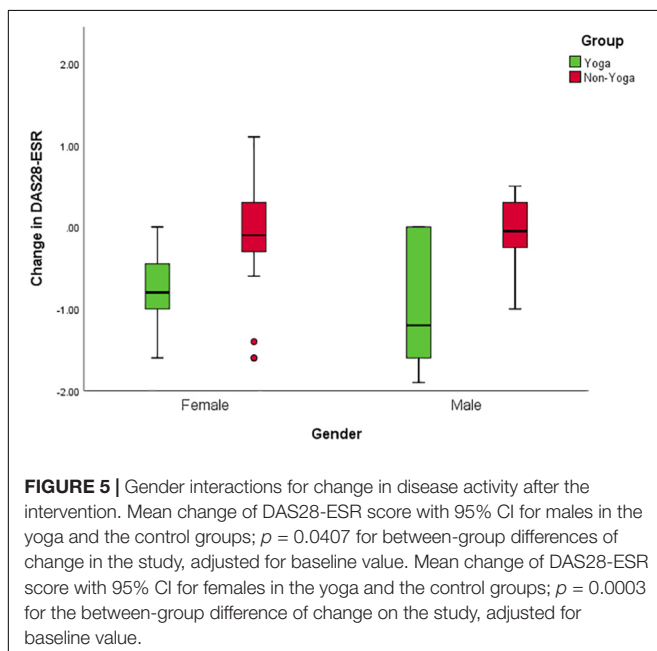 Group
Yoga
Non-Yoga
2.00
1.00
.00
-1.00
-2.00
Change in DAS28-ESR
Female
Male
Gender
FIGURE 5 | Gender interactions for change in disease activity after the
intervention. Mean change of DAS28-ESR score with 95% CI for males in the
yoga and the control groups; p = 0.0407 for between-group differences of
change in the study, adjusted for baseline value. Mean change of DAS28-ESR
score with 95% CI for females in the yoga and the control groups; p = 0.0003
for the between-group difference of change on the study, adjusted for
baseline value.